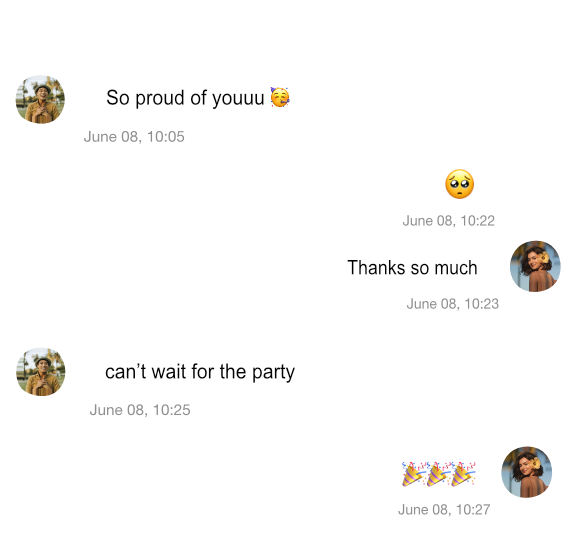 So proud of youuu 🥳
June 08, 10:05
🥺
June 08, 10:22
Thanks so much
June 08, 10:23
can’t wait for the party
June 08, 10:25
🎉🎉🎉
June 08, 10:27